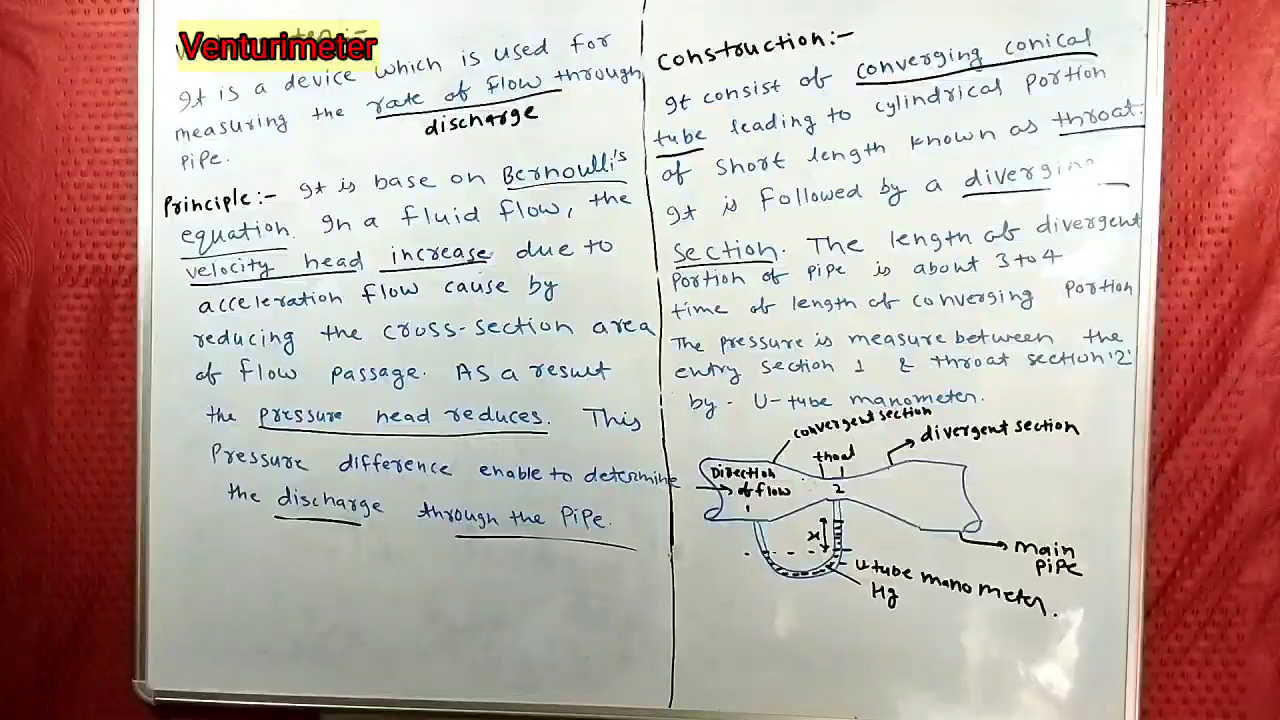 Venturimeter
It is a device which is used for
measuring the rate of flow through
discharge
pipe.
Principle:- It is base on Bernoulli's
equation. In a fluid flow, the
velocity head increase due to
acceleration flow cause by
reducing the cross-section area
of flow passage. As a result
the pressure head reduces. This
Pressure difference enable to determine
the discharge through the pipe.
Construction:-
It consist of converging conical
tube leading to cylindrical portion
of short length known as throat.
It is followed by a diverging
section. The length of divergent
portion of pipe is about 3 to 4
time of length of converging portion
The pressure is measure between the
entry section 1 & throat section '2'
by - U-tube manometer.
convergent section
divergent section
thoat
Direction
of flow
1
2
x
main
pipe
U tube manometer.
Hg